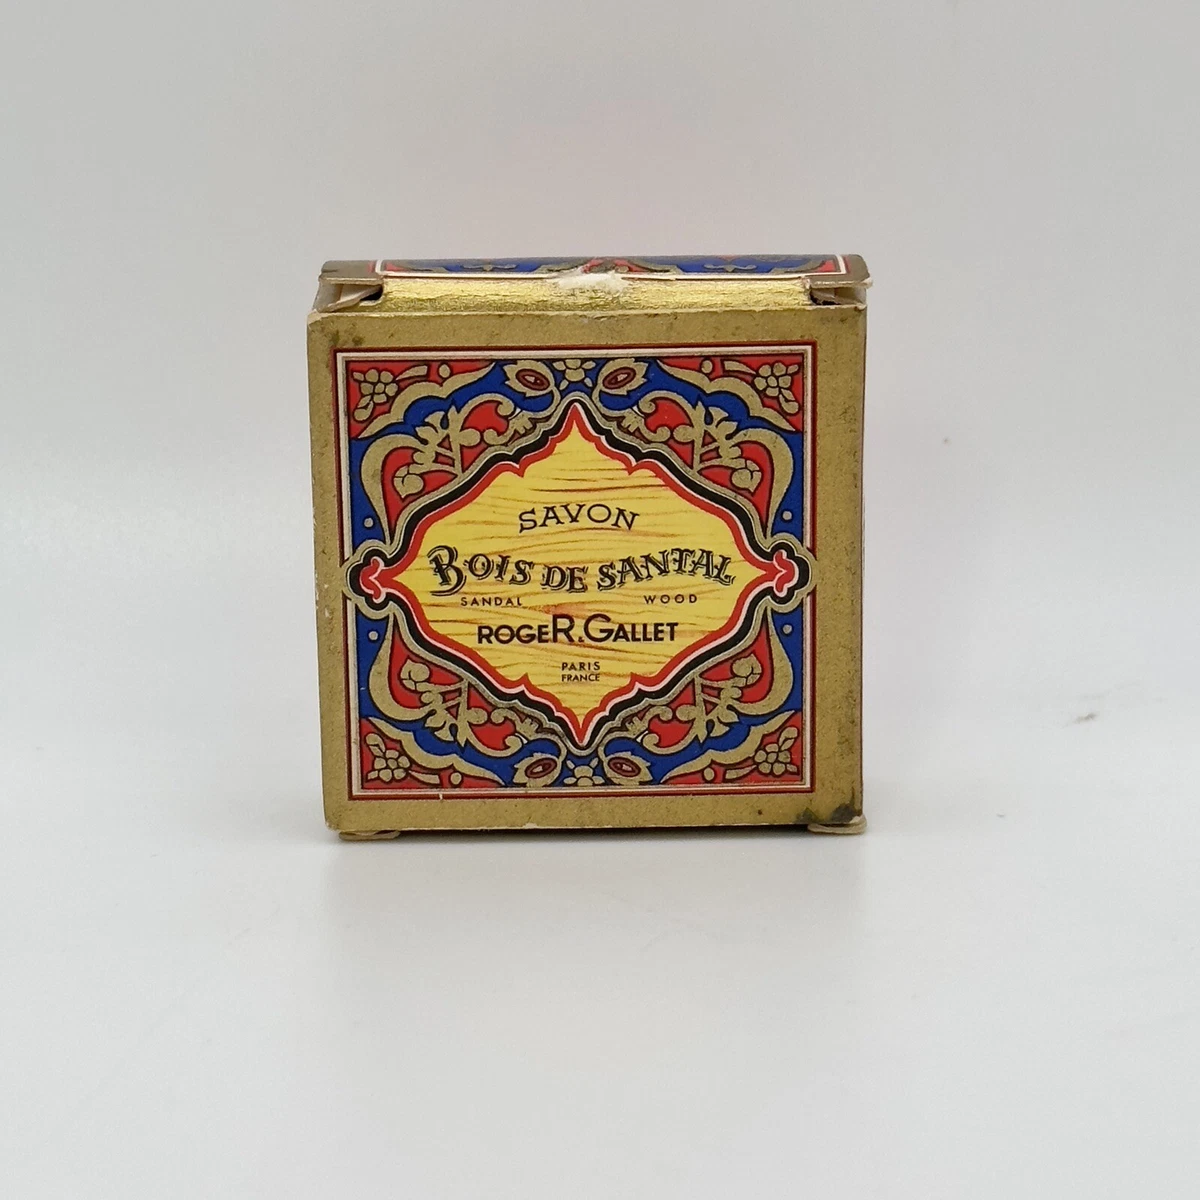 SAVON
BOIS DE SANTAL
SANDAL WOOD
ROGER & GALLET
PARIS
FRANCE